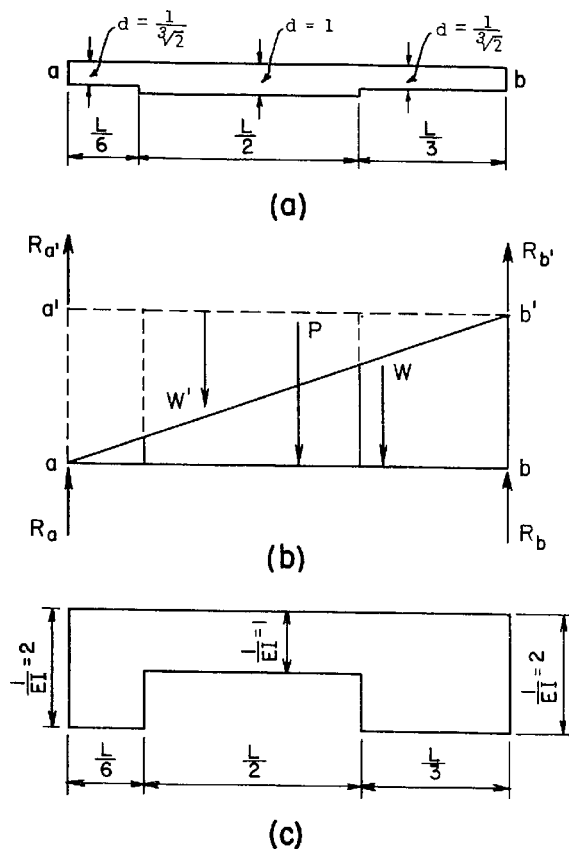 d = 1/∛2 d = 1 d = 1/∛2
a b
L/6 L/2 L/3
(a)
Ra' Rb'
a' b'
P
W' W
a b
Ra Rb
(b)
1/EI = 2 1/EI = 1 1/EI = 2
L/6 L/2 L/3
(c)